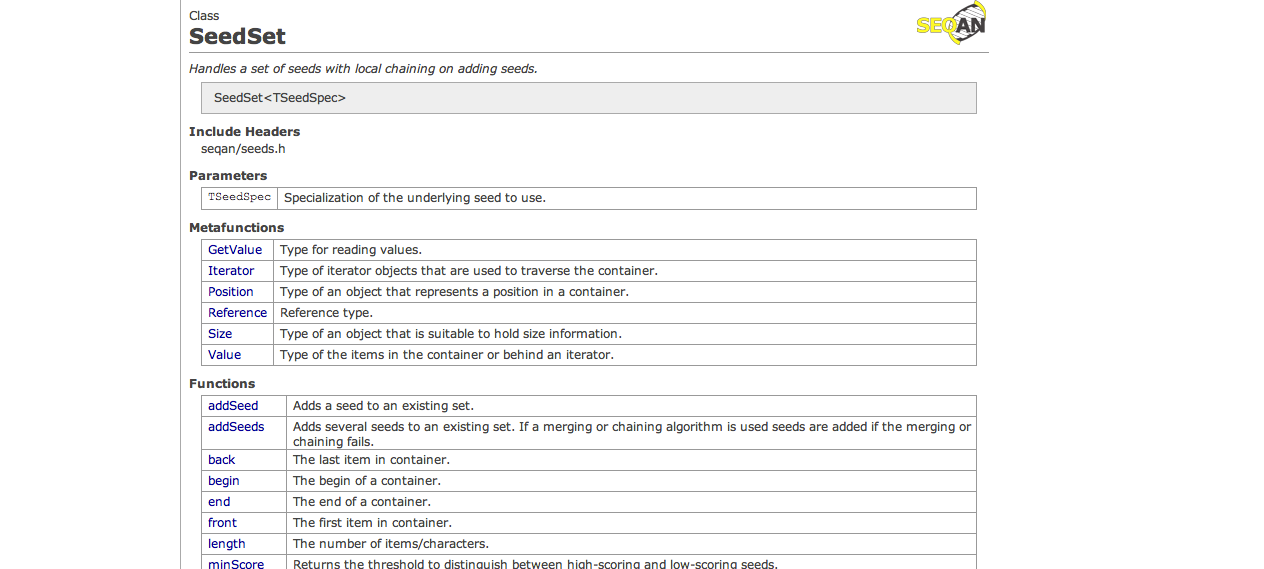 Class
SeedSet
SEQAN
Handles a set of seeds with local chaining on adding seeds.
SeedSet<TSeedSpec>
Include Headers
seqan/seeds.h
Parameters
TSeedSpec Specialization of the underlying seed to use.
Metafunctions
GetValue Type for reading values.
Iterator Type of iterator objects that are used to traverse the container.
Position Type of an object that represents a position in a container.
Reference Reference type.
Size Type of an object that is suitable to hold size information.
Value Type of the items in the container or behind an iterator.
Functions
addSeed Adds a seed to an existing set.
addSeeds Adds several seeds to an existing set. If a merging or chaining algorithm is used seeds are added if the merging or
chaining fails.
back The last item in container.
begin The begin of a container.
end The end of a container.
front The first item in container.
length The number of items/characters.
minScore Returns the threshold to distinguish between high-scoring and low-scoring seeds.